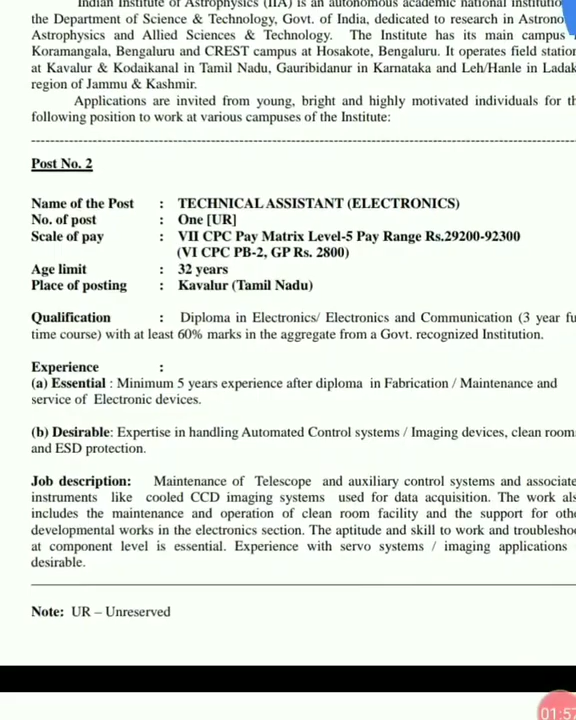 Indian Institute of Astrophysics (IIA) is an autonomous academic national
the Department of Science & Technology, Govt. of India, dedicated to research in
Astrophysics and Allied Sciences & Technology. The Institute has its main campus
Koramangala, Bengaluru and CREST campus at Hosakote, Bengaluru. It operates field
at Kavalur & Kodaikanal in Tamil Nadu, Gauribidanur in Karnataka and Leh/Hanle in
region of Jammu & Kashmir.
Applications are invited from young, bright and highly motivated individuals for
following position to work at various campuses of the Institute:
Post No. 2
Name of the Post : TECHNICAL ASSISTANT (ELECTRONICS)
No. of post : One [UR]
Scale of pay : VII CPC Pay Matrix Level-5 Pay Range Rs.29200-92300
(VI CPC PB-2, GP Rs. 2800)
Age limit : 32 years
Place of posting : Kavalur (Tamil Nadu)
Qualification : Diploma in Electronics/ Electronics and Communication (3 year
time course) with at least 60% marks in the aggregate from a Govt. recognized Institution.
Experience :
(a) Essential : Minimum 5 years experience after diploma in Fabrication / Maintenance and
service of Electronic devices.
(b) Desirable: Expertise in handling Automated Control systems / Imaging devices, clean room
and ESD protection.
Job description: Maintenance of Telescope and auxiliary control systems and
instruments like cooled CCD imaging systems used for data acquisition. The work
includes the maintenance and operation of clean room facility and the support for
developmental works in the electronics section. The aptitude and skill to work and
at component level is essential. Experience with servo systems / imaging applications
desirable.
Note: UR – Unreserved